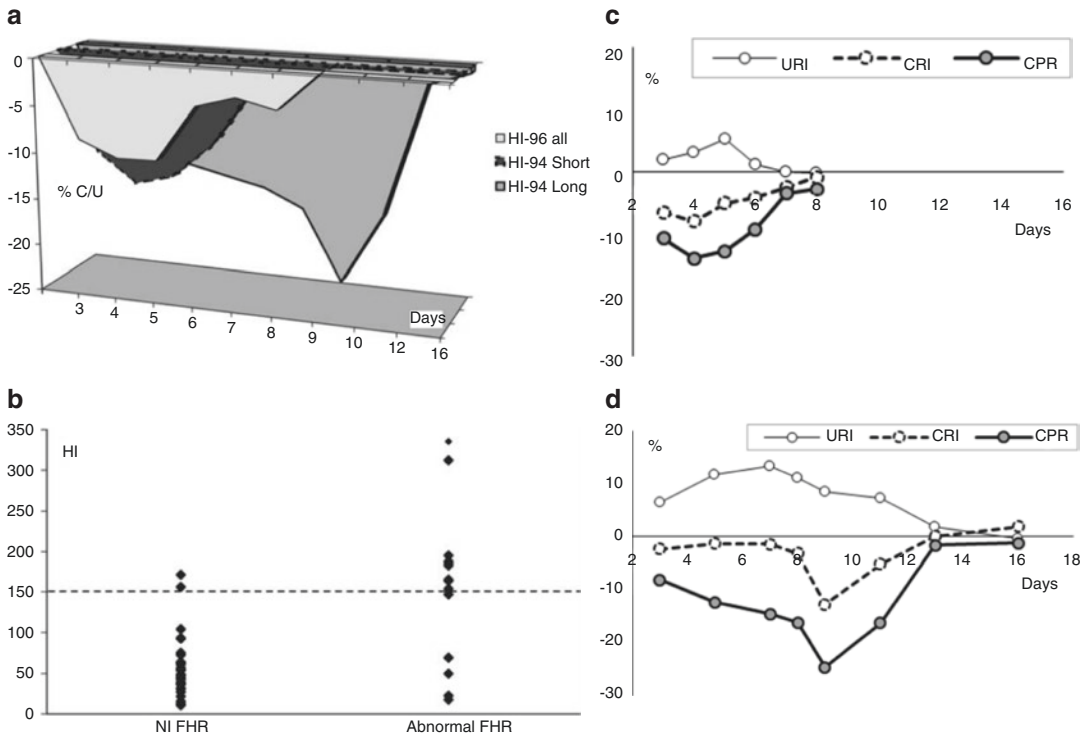 a
0
-5
-10
-15
-20
-25
% C/U
HI-96 all
HI-94 Short
HI-94 Long
3 4 5 6 7 8 9 10 12 16
Days
b
350
300
250
200
150
100
50
0
HI
NI FHR Abnormal FHR
c
URI CRI CPR
%
20
10
0
-10
-20
-30
2 4 6 8 10 12 14 16
Days
d
URI CRI CPR
%
20
10
0
-10
-20
-30
2 4 6 8 10 12 14 16 18
Days